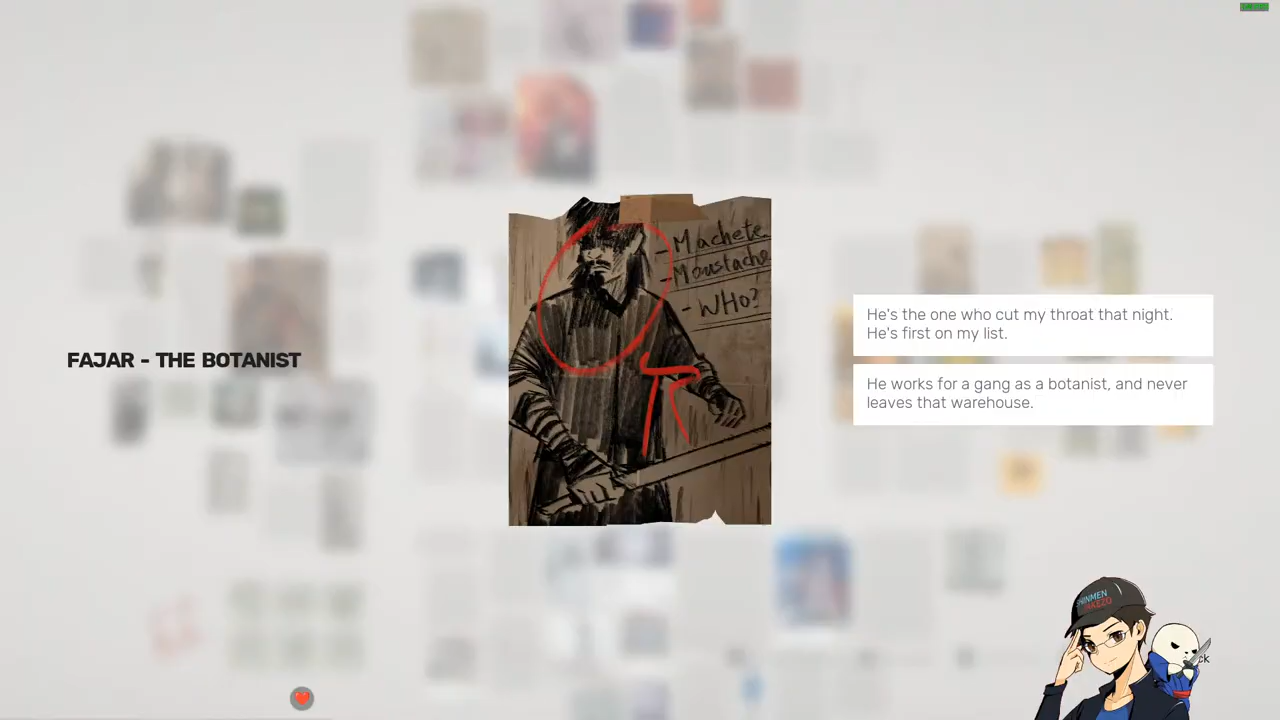 FAJAR - THE BOTANIST
- Machete
- Moustache
- WHO?
He's the one who cut my throat that night.
He's first on my list.
He works for a gang as a botanist, and never
leaves that warehouse.